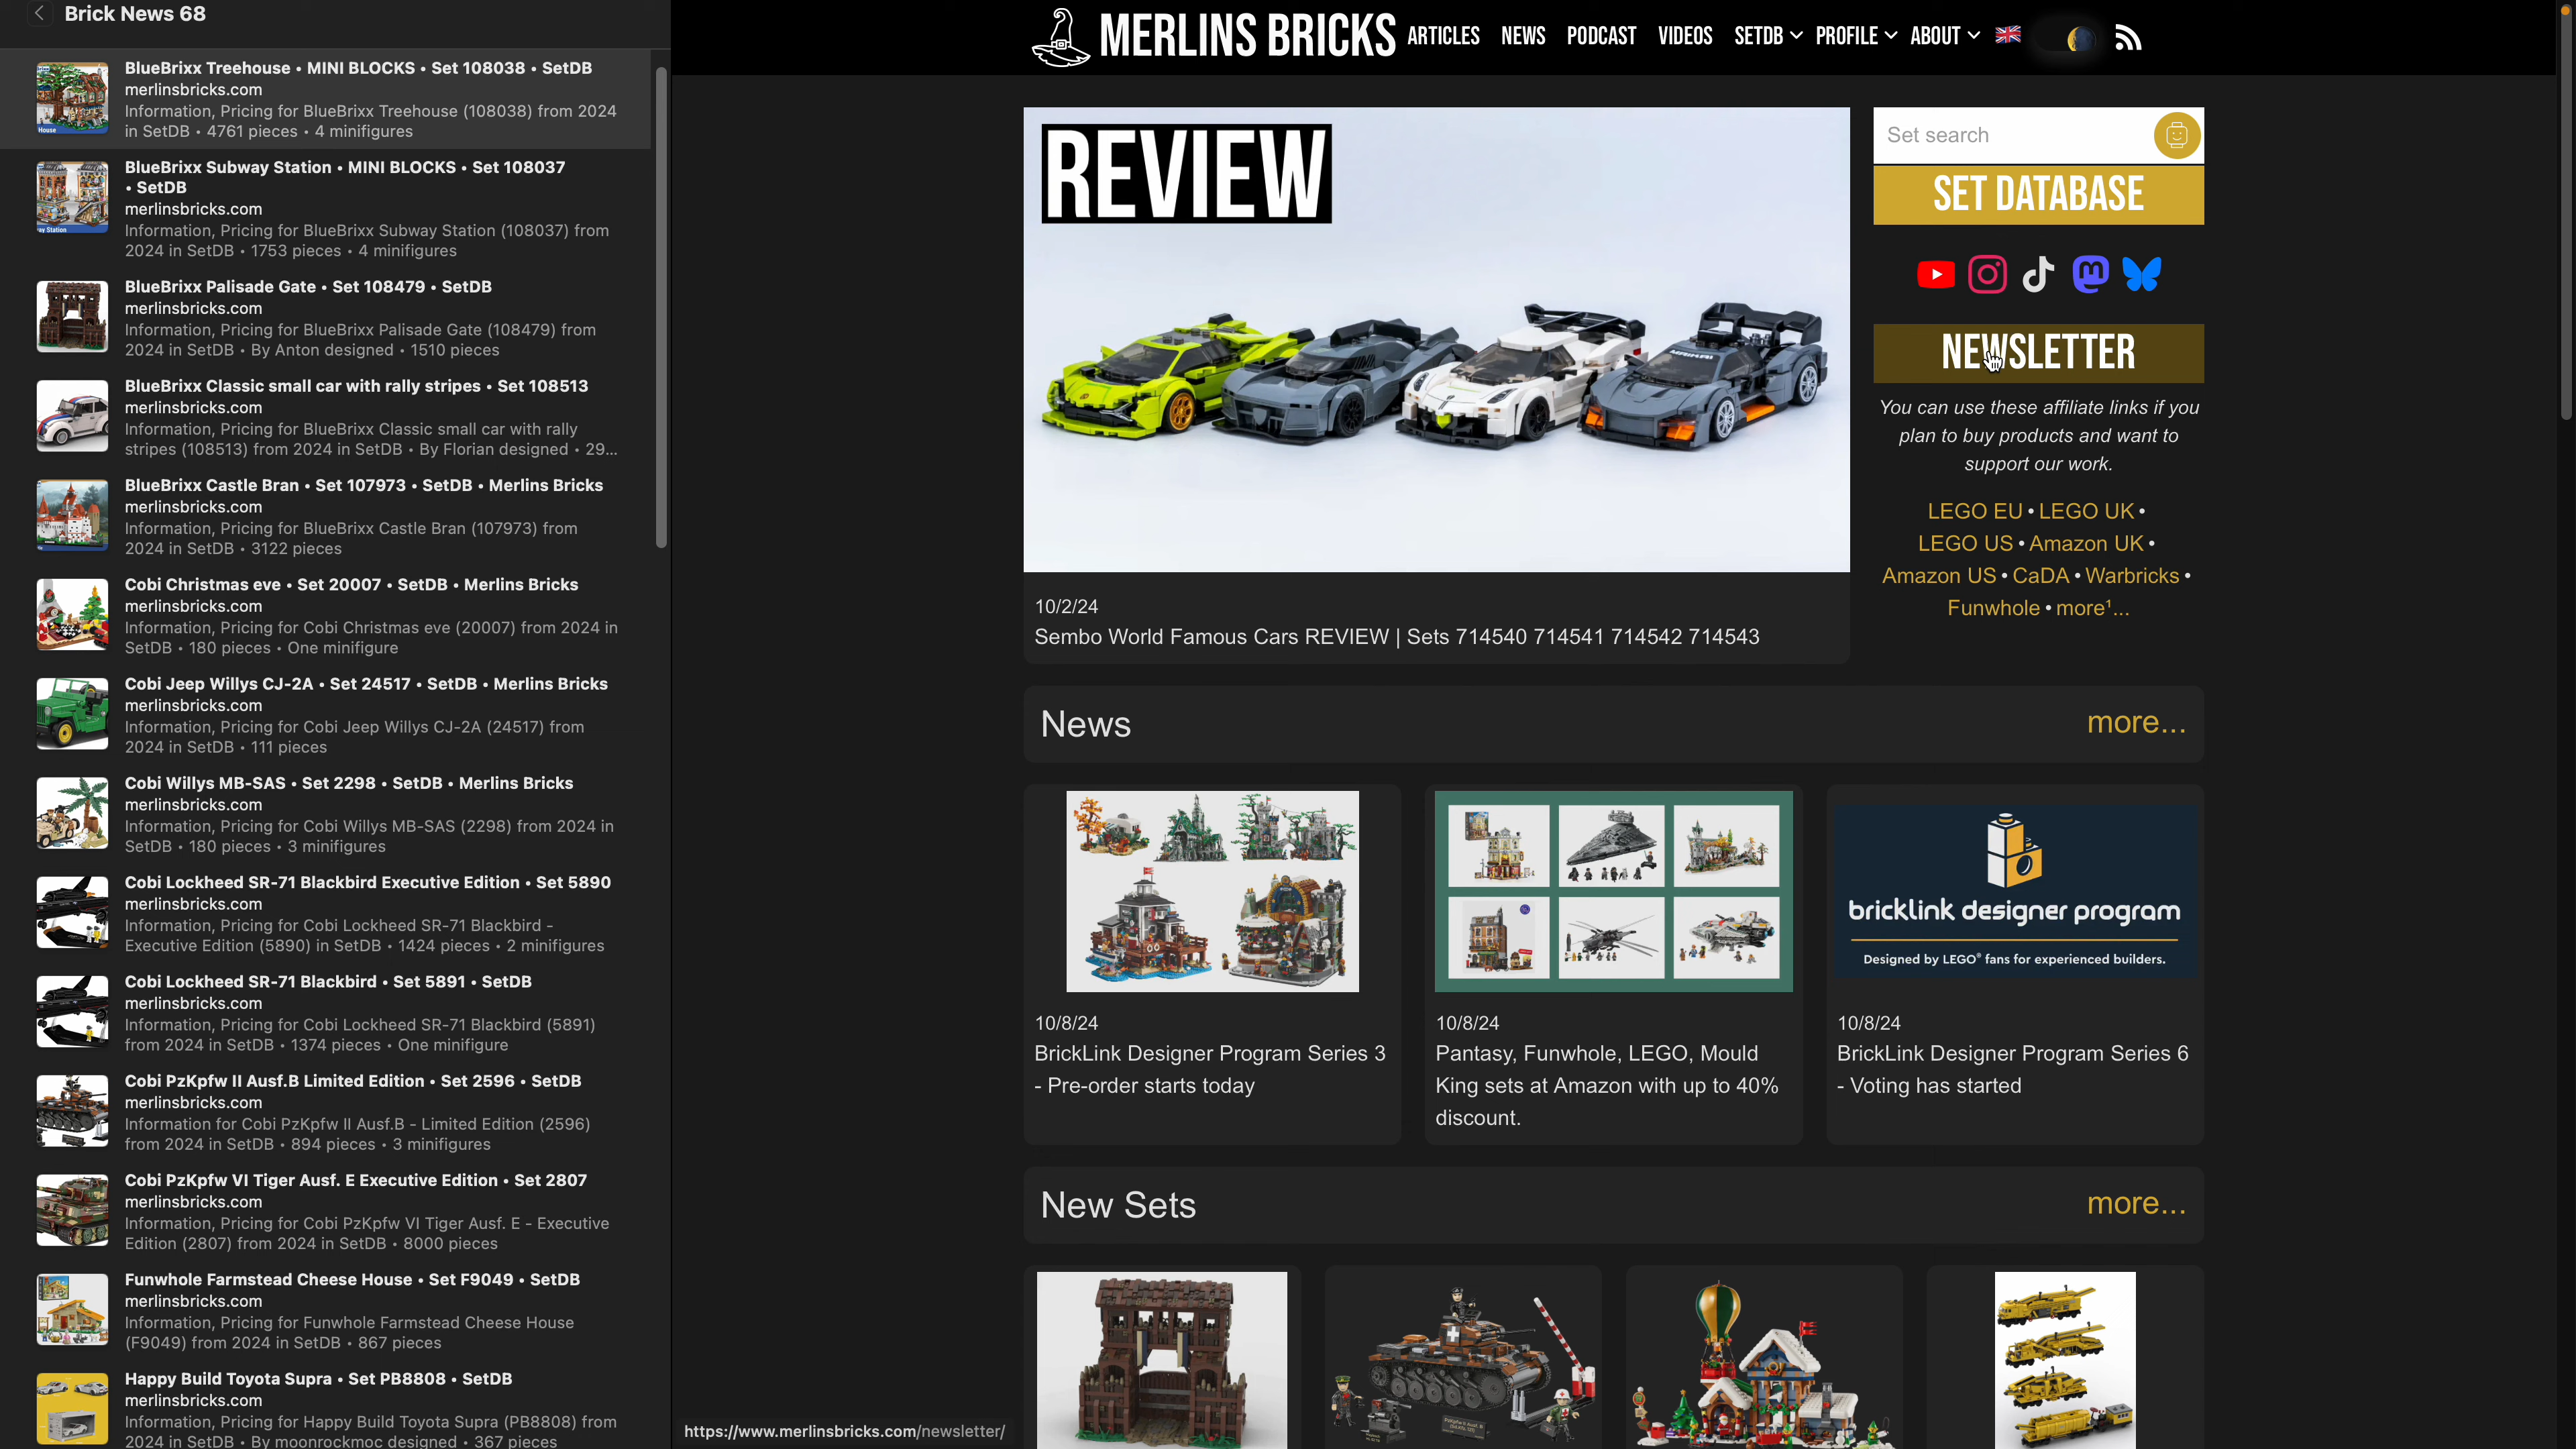 Brick News 68
BlueBrixx Treehouse • MINI BLOCKS • Set 108038 • SetDB
merlinsbricks.com
Information, Pricing for BlueBrixx Treehouse (108038) from 2024
in SetDB • 4761 pieces • 4 minifigures
House
BlueBrixx Subway Station • MINI BLOCKS • Set 108037
• SetDB
merlinsbricks.com
Information, Pricing for BlueBrixx Subway Station (108037) from
2024 in SetDB • 1753 pieces • 4 minifigures
ay Station
BlueBrixx Palisade Gate • Set 108479 • SetDB
merlinsbricks.com
Information, Pricing for BlueBrixx Palisade Gate (108479) from
2024 in SetDB • By Anton designed • 1510 pieces
BlueBrixx Classic small car with rally stripes • Set 108513
merlinsbricks.com
Information, Pricing for BlueBrixx Classic small car with rally
stripes (108513) from 2024 in SetDB • By Florian designed • 29...
BlueBrixx Castle Bran • Set 107973 • SetDB • Merlins Bricks
merlinsbricks.com
Information, Pricing for BlueBrixx Castle Bran (107973) from
2024 in SetDB • 3122 pieces
Cobi Christmas eve • Set 20007 • SetDB • Merlins Bricks
merlinsbricks.com
Information, Pricing for Cobi Christmas eve (20007) from 2024 in
SetDB • 180 pieces • One minifigure
Cobi Jeep Willys CJ-2A • Set 24517 • SetDB • Merlins Bricks
merlinsbricks.com
Information, Pricing for Cobi Jeep Willys CJ-2A (24517) from
2024 in SetDB • 111 pieces
Cobi Willys MB-SAS • Set 2298 • SetDB • Merlins Bricks
merlinsbricks.com
Information, Pricing for Cobi Willys MB-SAS (2298) from 2024 in
SetDB • 180 pieces • 3 minifigures
Cobi Lockheed SR-71 Blackbird Executive Edition • Set 5890
merlinsbricks.com
Information, Pricing for Cobi Lockheed SR-71 Blackbird -
Executive Edition (5890) in SetDB • 1424 pieces • 2 minifigures
Cobi Lockheed SR-71 Blackbird • Set 5891 • SetDB
merlinsbricks.com
Information, Pricing for Cobi Lockheed SR-71 Blackbird (5891)
from 2024 in SetDB • 1374 pieces • One minifigure
Cobi PzKpfw II Ausf.B Limited Edition • Set 2596 • SetDB
merlinsbricks.com
Information for Cobi PzKpfw II Ausf.B - Limited Edition (2596)
from 2024 in SetDB • 894 pieces • 3 minifigures
Cobi PzKpfw VI Tiger Ausf. E Executive Edition • Set 2807
merlinsbricks.com
Information, Pricing for Cobi PzKpfw VI Tiger Ausf. E - Executive
Edition (2807) from 2024 in SetDB • 8000 pieces
Funwhole Farmstead Cheese House • Set F9049 • SetDB
merlinsbricks.com
Information, Pricing for Funwhole Farmstead Cheese House
(F9049) from 2024 in SetDB • 867 pieces
Happy Build Toyota Supra • Set PB8808 • SetDB
merlinsbricks.com
Information, Pricing for Happy Build Toyota Supra (PB8808) from
2024 in SetDB • By moonrockmoc designed • 367 pieces
MERLINS BRICKS
ARTICLES NEWS PODCAST VIDEOS SETDB PROFILE ABOUT
REVIEW
10/2/24
Sembo World Famous Cars REVIEW | Sets 714540 714541 714542 714543
Set search
SET DATABASE
NEWSLETTER
You can use these affiliate links if you
plan to buy products and want to
support our work.
LEGO EU • LEGO UK •
LEGO US • Amazon UK •
Amazon US • CaDA • Warbricks •
Funwhole • more¹...
News
more...
10/8/24
BrickLink Designer Program Series 3
- Pre-order starts today
10/8/24
Pantasy, Funwhole, LEGO, Mould
King sets at Amazon with up to 40%
discount.
bricklink designer program
Designed by LEGO® fans for experienced builders.
10/8/24
BrickLink Designer Program Series 6
- Voting has started
New Sets
more...
https://www.merlinsbricks.com/newsletter/